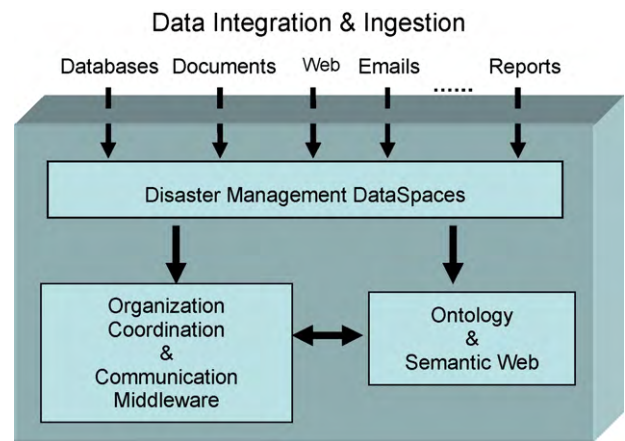 Data Integration & Ingestion
Databases Documents Web Emails ...... Reports
Disaster Management DataSpaces
Organization
Coordination
&
Communication
Middleware
Ontology
&
Semantic Web